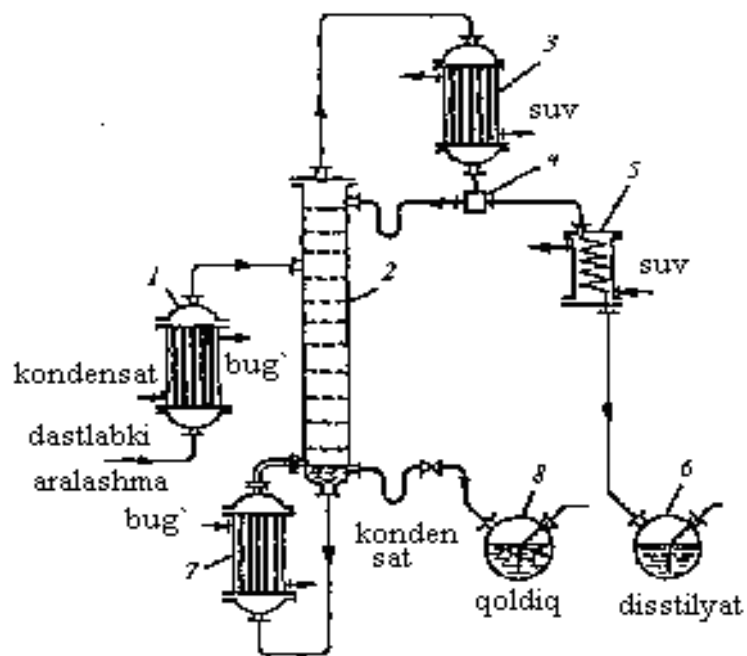 3
suv
4
5
suv
1
2
kondensat
bug`
dastlabki
aralashma
bug`
7
konden
sat
8
6
qoldiq
disstilyat